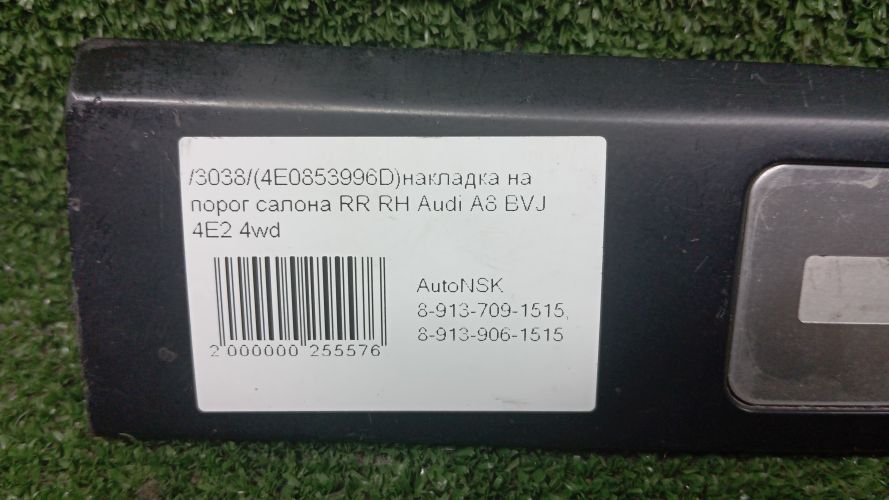 /3038/(4E0853996D)накладка на
порог салона RR RH Audi A8 BVJ
4E2 4wd
AutoNSK
8-913-709-1515,
8-913-906-1515
2 000000 255576